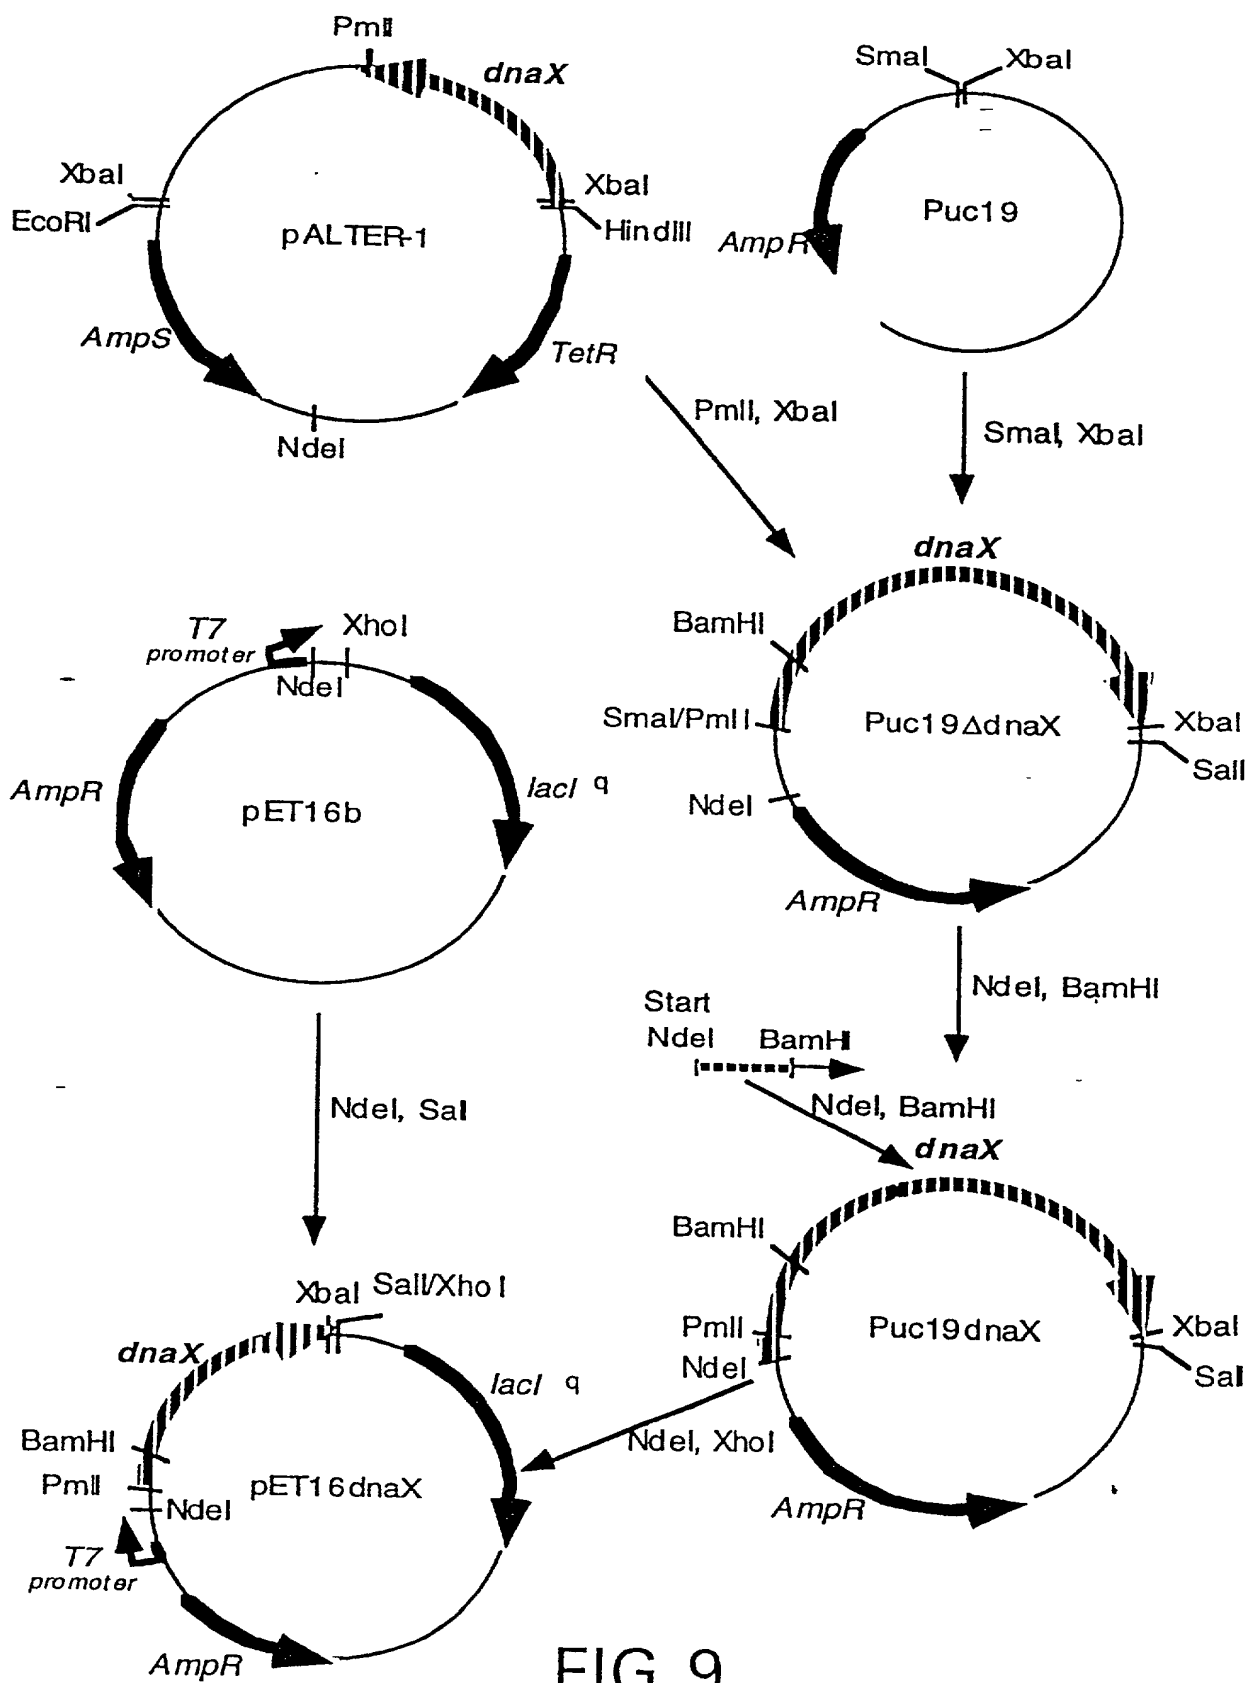 PmlI
dnaX
XbaI
EcoRI
XbaI
HindIII
pALTER-1
AmpS
TetR
NdeI
SmaI
XbaI
Puc19
AmpR
PmlI, XbaI
SmaI, XbaI
dnaX
BamHI
SmaI/PmlI
Puc19ΔdnaX
XbaI
SalI
NdeI
AmpR
T7
promoter
XhoI
NdeI
AmpR
pET16b
lacI q
NdeI, BamHI
Start
NdeI
BamHI
NdeI, BamHI
NdeI, SalI
dnaX
BamHI
PmlI
NdeI
Puc19dnaX
XbaI
SalI
AmpR
NdeI, XhoI
XbaI
SalI/XhoI
dnaX
lacI q
BamHI
PmlI
NdeI
pET16dnaX
T7
promoter
AmpR
FIG. 9